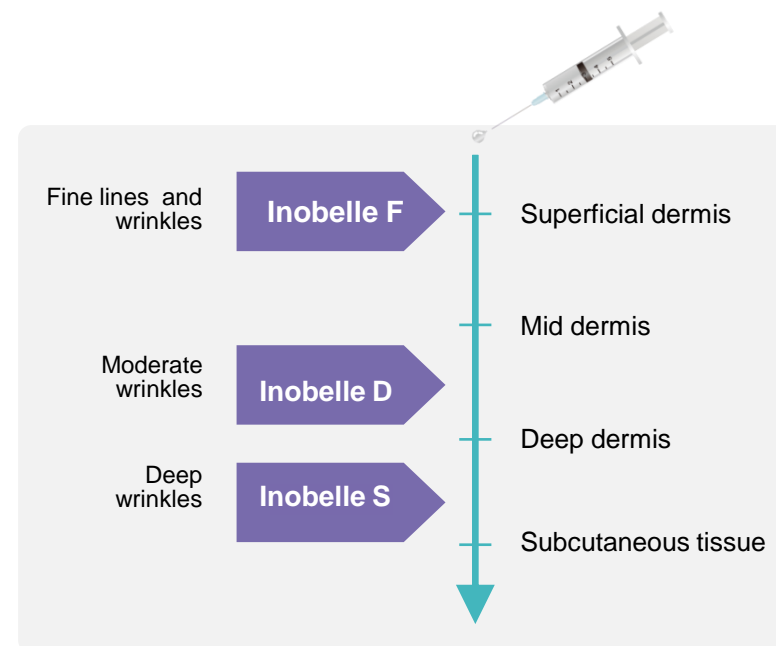 Fine lines and
wrinkles
Inobelle F
Superficial dermis
Mid dermis
Moderate
wrinkles
Inobelle D
Deep dermis
Deep
wrinkles
Inobelle S
Subcutaneous tissue